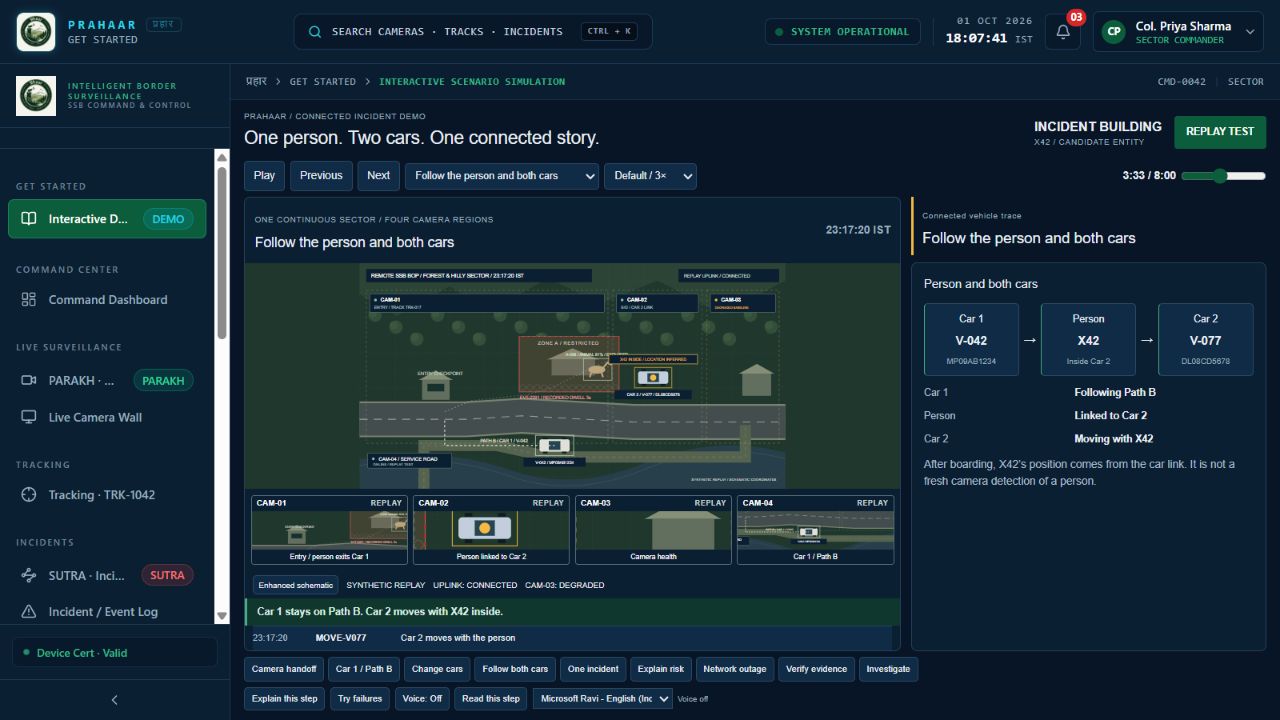 PRAHAAR प्रहार
GET STARTED
SEARCH CAMERAS · TRACKS · INCIDENTS CTRL + K
SYSTEM OPERATIONAL
01 OCT 2026
18:07:41 IST
03
CP
Col. Priya Sharma
SECTOR COMMANDER
INTELLIGENT BORDER
SURVEILLANCE
SSB COMMAND & CONTROL
प्रहार > GET STARTED > INTERACTIVE SCENARIO SIMULATION
CMD-0042 | SECTOR
GET STARTED
Interactive D... DEMO
COMMAND CENTER
Command Dashboard
LIVE SURVEILLANCE
PARAKH · ... PARAKH
Live Camera Wall
TRACKING
Tracking · TRK-1042
INCIDENTS
SUTRA · Inci... SUTRA
Incident / Event Log
Device Cert · Valid
PRAHAAR / CONNECTED INCIDENT DEMO
One person. Two cars. One connected story.
INCIDENT BUILDING
X42 / CANDIDATE ENTITY
REPLAY TEST
Play Previous Next Follow the person and both cars Default / 3×
3:33 / 8:00
ONE CONTINUOUS SECTOR / FOUR CAMERA REGIONS
Follow the person and both cars
23:17:20 IST
REMOTE SSB BOP / FOREST & HILLY SECTOR / 23:17:20 IST
REPLAY UPLINK / CONNECTED
CAM-01
ENTRY / TRACK TRK-017
CAM-02
X42 / CAR 2 LINK
CAM-03
ZONE A / RESTRICTED
X42 INSIDE / LOCATION INFERRED
ENTRY CHECKPOINT
CAR 2 / V-077 / DL08CD5678
PATH B / CAR 1 / V-042
V-042 / MP09AB1234
CAM-04 / SERVICE ROAD
ONLINE / REPLAY TEST
SYNTHETIC REPLAY / SCHEMATIC COORDINATES
CAM-01 REPLAY
Entry / person exits Car 1
CAM-02 REPLAY
Person linked to Car 2
CAM-03 REPLAY
Camera health
CAM-04 REPLAY
Car 1 / Path B
Enhanced schematic SYNTHETIC REPLAY UPLINK: CONNECTED CAM-03: DEGRADED
Car 1 stays on Path B. Car 2 moves with X42 inside.
23:17:20 MOVE-V077 Car 2 moves with the person
Connected vehicle trace
Follow the person and both cars
Person and both cars
Car 1
V-042
MP09AB1234
→
Person
X42
Inside Car 2
→
Car 2
V-077
DL08CD5678
Car 1 Following Path B
Person Linked to Car 2
Car 2 Moving with X42
After boarding, X42's position comes from the car link. It is not a
fresh camera detection of a person.
Camera handoff Car 1 / Path B Change cars Follow both cars One incident Explain risk Network outage Verify evidence Investigate
Explain this step Try failures Voice: Off Read this step Microsoft Ravi - English (Inc Voice off